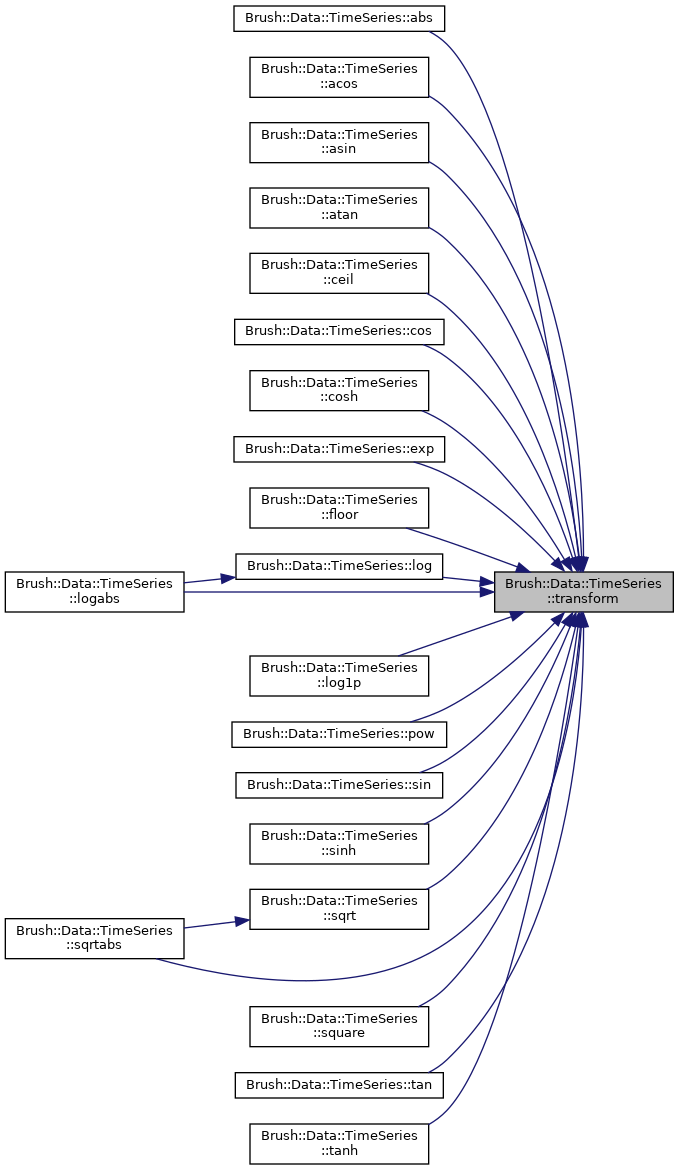 Brush::Data::TimeSeries::abs
Brush::Data::TimeSeries
::acos
Brush::Data::TimeSeries
::asin
Brush::Data::TimeSeries
::atan
Brush::Data::TimeSeries
::ceil
Brush::Data::TimeSeries::cos
Brush::Data::TimeSeries
::cosh
Brush::Data::TimeSeries::exp
Brush::Data::TimeSeries
::floor
Brush::Data::TimeSeries::log
Brush::Data::TimeSeries
::logabs
Brush::Data::TimeSeries
::transform
Brush::Data::TimeSeries
::log1p
Brush::Data::TimeSeries::pow
Brush::Data::TimeSeries::sin
Brush::Data::TimeSeries
::sinh
Brush::Data::TimeSeries
::sqrt
Brush::Data::TimeSeries
::sqrtabs
Brush::Data::TimeSeries
::square
Brush::Data::TimeSeries::tan
Brush::Data::TimeSeries
::tanh